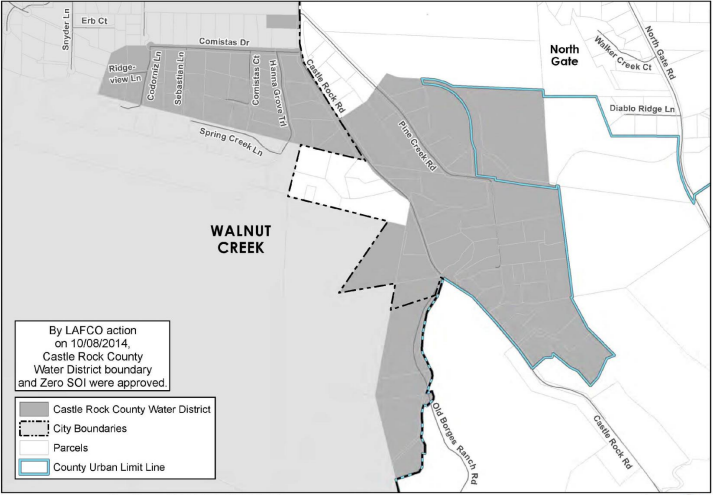 Snyder Ln
Erb Ct
Comistas Dr
Ridge-
view Ln
Codorniz Ln
Sebastian Ln
Comistas Ct
Hanna Grove Trl
Castle Rock Rd
Spring Creek Ln
Pine Creek Rd
North
Gate
Walker Creek Ct
North Gate Rd
Diablo Ridge Ln
WALNUT
CREEK
Old Borges Ranch Rd
Castle Rock Rd
By LAFCO action
on 10/08/2014,
Castle Rock County
Water District boundary
and Zero SOI were approved.
Castle Rock County Water District
City Boundaries
Parcels
County Urban Limit Line